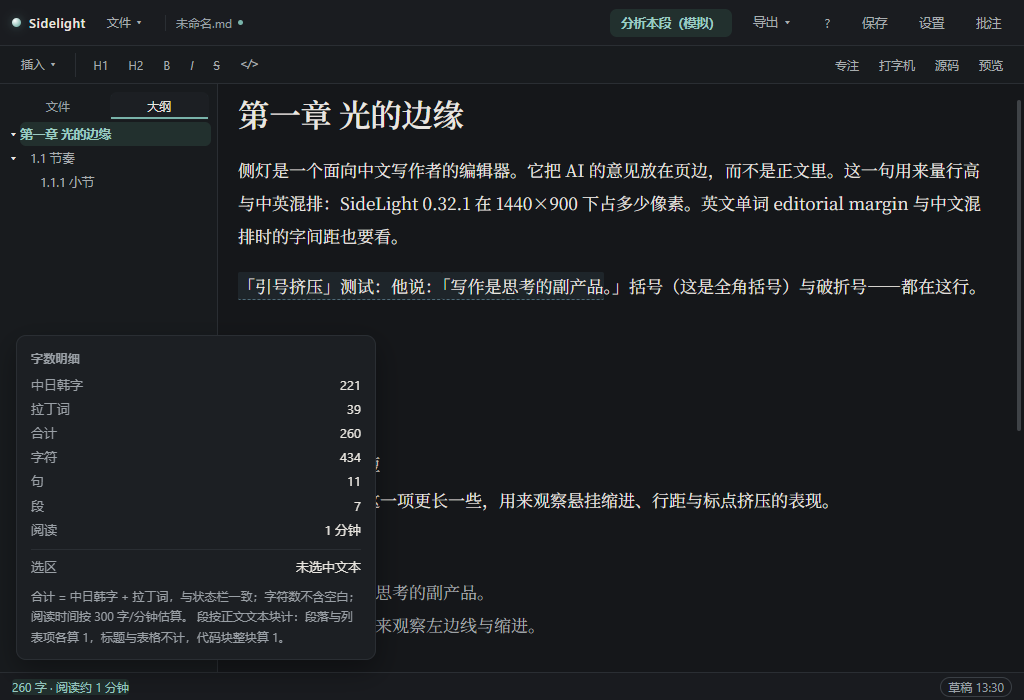 Sidelight 文件 未命名.md 分析本段（模拟） 导出 ? 保存 设置 批注
插入 H1 H2 B I S </> 专注 打字机 源码 预览
文件 大纲
第一章 光的边缘
1.1 节奏
1.1.1 小节
第一章 光的边缘
侧灯是一个面向中文写作者的编辑器。它把 AI 的意见放在页边，而不是正文里。这一句用来量行高
与中英混排：SideLight 0.32.1 在 1440×900 下占多少像素。英文单词 editorial margin 与中文混
排时的字间距也要看。
「引号挤压」测试：他说：「写作是思考的副产品。」括号（这是全角括号）与破折号——都在这行。
一项更长一些，用来观察悬挂缩进、行距与标点挤压的表现。
思考的副产品。
来观察左边线与缩进。
字数明细
中日韩字 221
拉丁词 39
合计 260
字符 434
句 11
段 7
阅读 1 分钟
选区 未选中文本
合计 = 中日韩字 + 拉丁词，与状态栏一致；字符数不含空白；
阅读时间按 300 字/分钟估算。 段按正文文本块计：段落与列
表项各算 1，标题与表格不计，代码块整块算 1。
260 字 · 阅读约 1 分钟 草稿 13:30